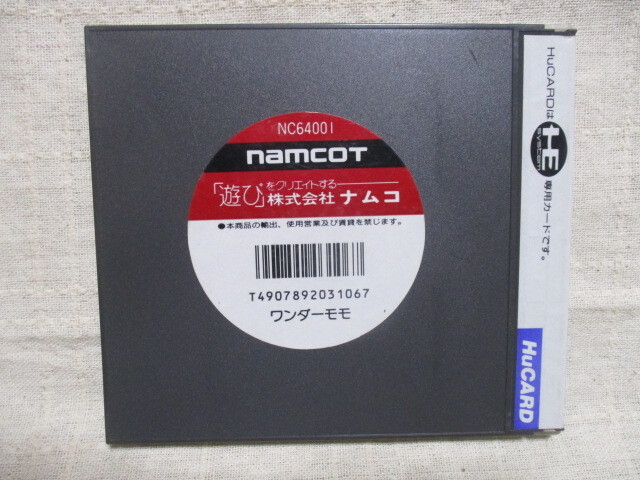 NC64001
namcot
「遊び」をクリエイトする
株式会社 ナムコ
●本商品の輸出、使用営業及び賃貸を禁じます。
T4907892031067
ワンダーモモ
HuCARDは
HE
system
専用カードです。
HuCARD